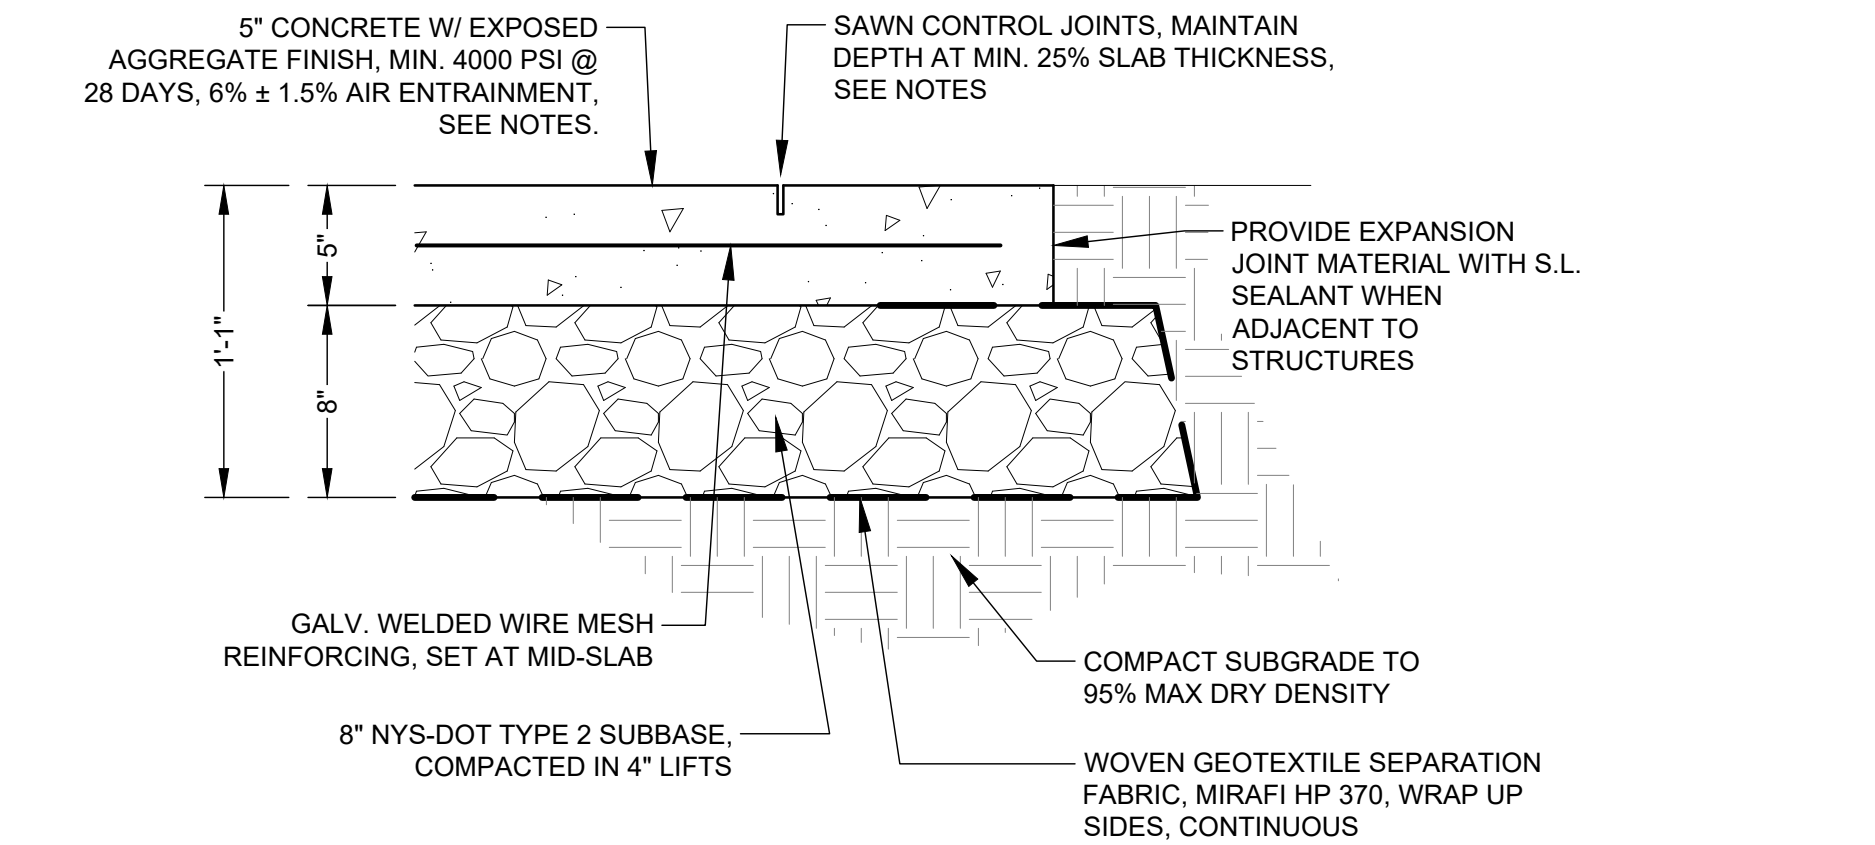 5" CONCRETE W/ EXPOSED
AGGREGATE FINISH, MIN. 4000 PSI @
28 DAYS, 6% ± 1.5% AIR ENTRAINMENT,
SEE NOTES.
SAWN CONTROL JOINTS, MAINTAIN
DEPTH AT MIN. 25% SLAB THICKNESS,
SEE NOTES
1'-1"
5"
8"
PROVIDE EXPANSION
JOINT MATERIAL WITH S.L.
SEALANT WHEN
ADJACENT TO
STRUCTURES
GALV. WELDED WIRE MESH
REINFORCING, SET AT MID-SLAB
8" NYS-DOT TYPE 2 SUBBASE,
COMPACTED IN 4" LIFTS
COMPACT SUBGRADE TO
95% MAX DRY DENSITY
WOVEN GEOTEXTILE SEPARATION
FABRIC, MIRAFI HP 370, WRAP UP
SIDES, CONTINUOUS